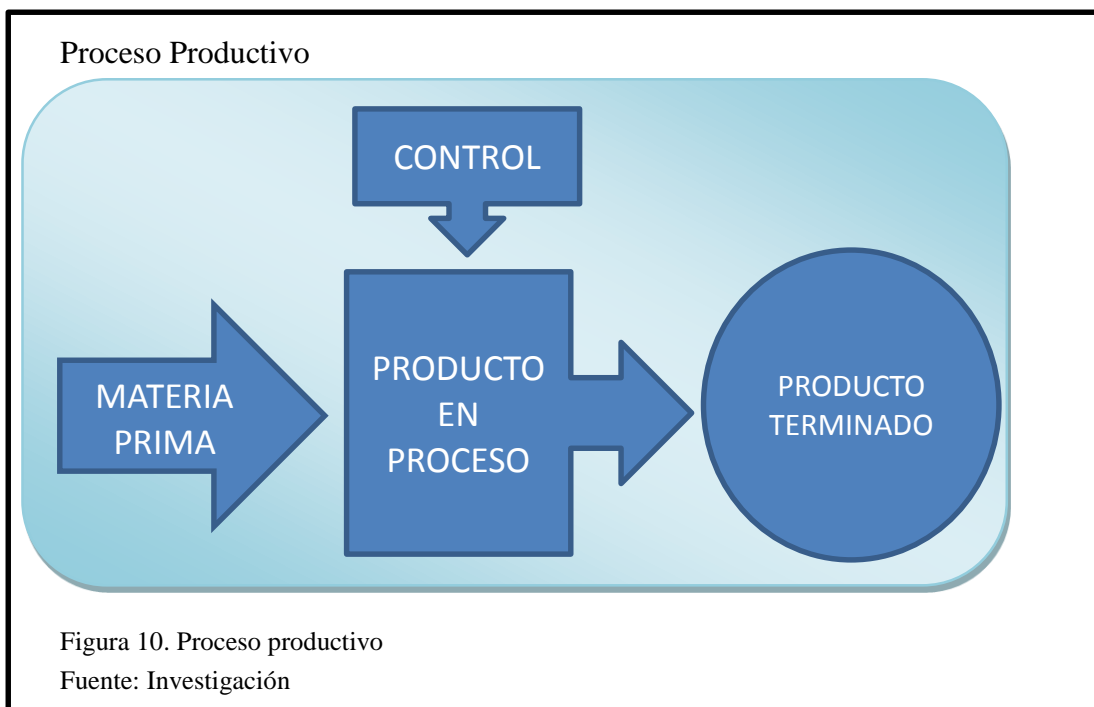 Proceso Productivo
CONTROL
MATERIA
PRIMA
PRODUCTO
EN
PROCESO
PRODUCTO
TERMINADO
Figura 10. Proceso productivo
Fuente: Investigación